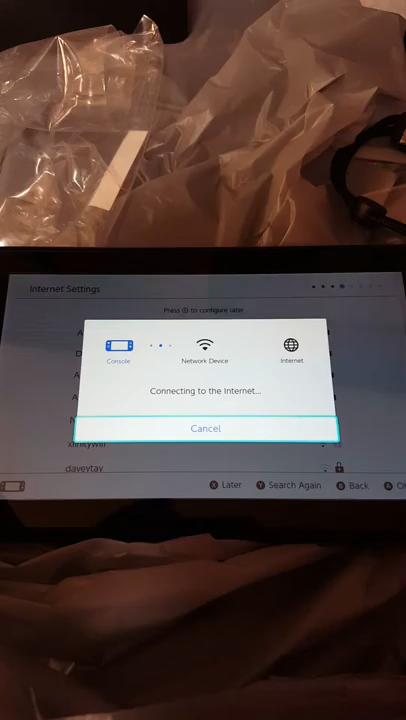 Internet Settings
Press ⓧ to configure later
Console
Network Device
Internet
Connecting to the Internet...
Cancel
xfinitywifi
daveytay
X Later
Y Search Again
B Back
A